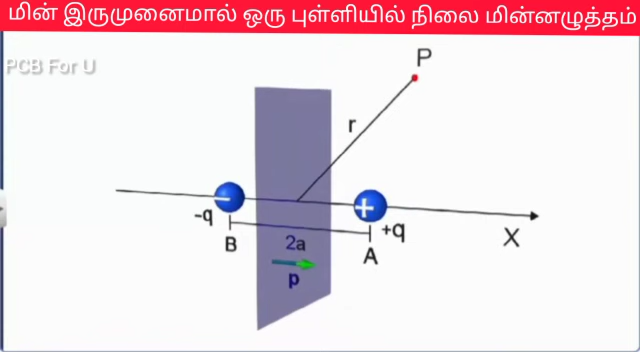 மின் இருமுனைமால் ஒரு புள்ளியில் நிலை மின்னழுத்தம்
PCB For U
P
r
-q
+q
B
2a
A
X
p